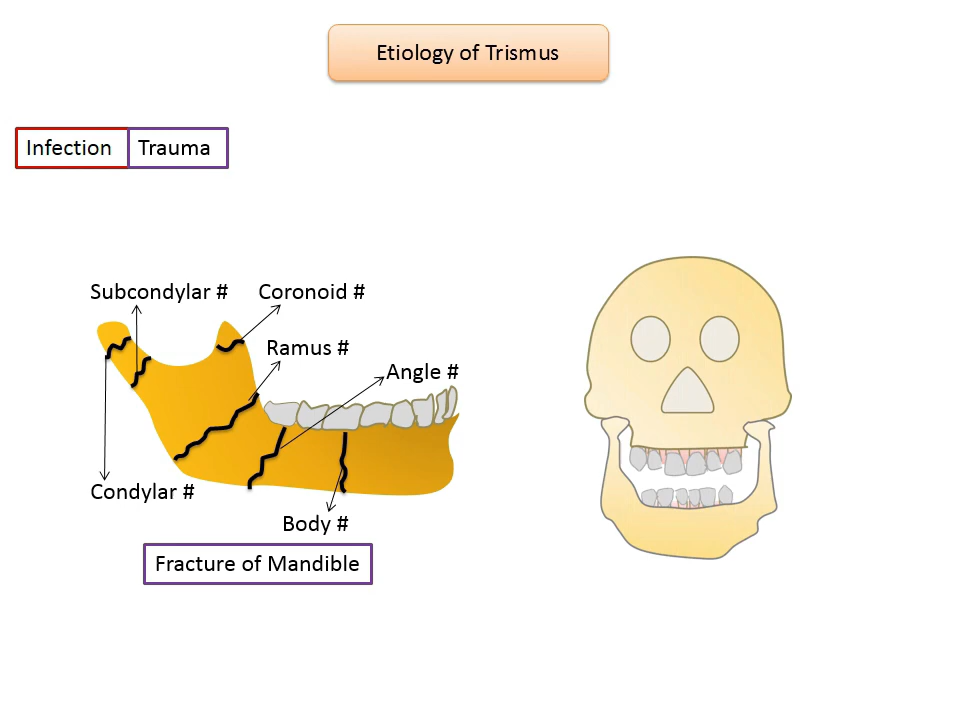 Etiology of Trismus
Infection
Trauma
Subcondylar #
Coronoid #
Ramus #
Angle #
Condylar #
Body #
Fracture of Mandible